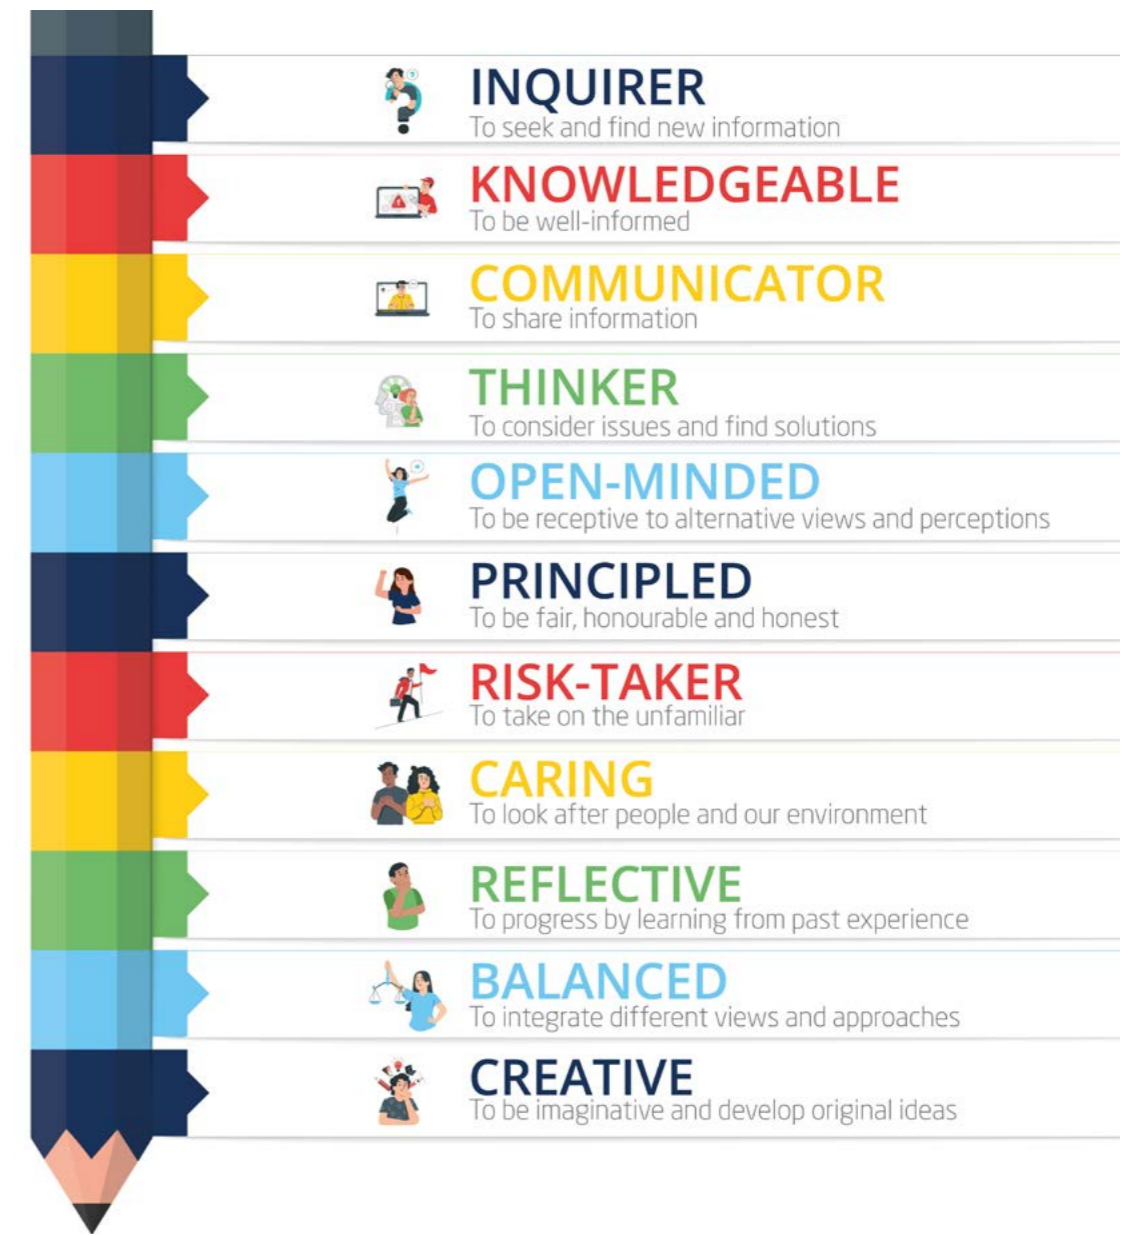 INQUIRER
To seek and find new information
KNOWLEDGEABLE
To be well-informed
COMMUNICATOR
To share information
THINKER
To consider issues and find solutions
OPEN-MINDED
To be receptive to alternative views and perceptions
PRINCIPLED
To be fair, honourable and honest
RISK-TAKER
To take on the unfamiliar
CARING
To look after people and our environment
REFLECTIVE
To progress by learning from past experience
BALANCED
To integrate different views and approaches
CREATIVE
To be imaginative and develop original ideas